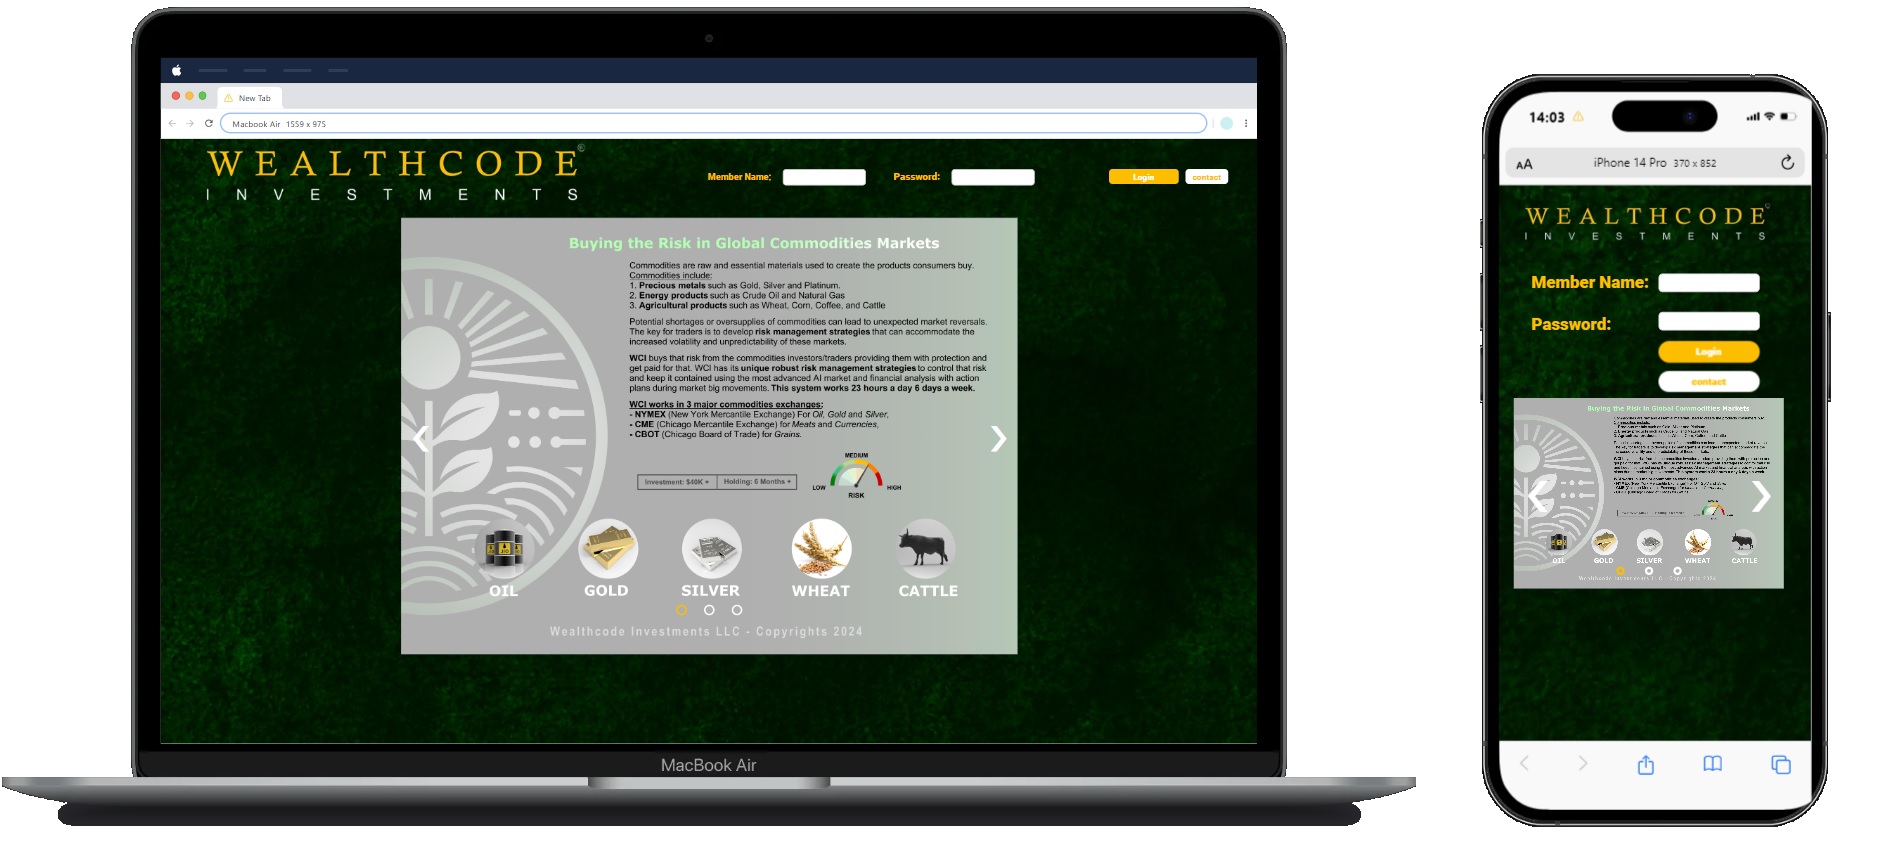 New Tab
Macbook Air 1559 x 975
WEALTHCODE®
INVESTMENTS
Member Name:
Password:
Login
contact
Buying the Risk in Global Commodities Markets
Commodities are raw and essential materials used to create the products consumers buy.
Commodities include:
1. Precious metals such as Gold, Silver and Platinum.
2. Energy products such as Crude Oil and Natural Gas
3. Agricultural products such as Wheat, Corn, Coffee, and Cattle
Potential shortages or oversupplies of commodities can lead to unexpected market reversals.
The key for traders is to develop risk management strategies that can accommodate the
increased volatility and unpredictability of these markets.
WCI buys that risk from the commodities investors/traders providing them with protection and
get paid for that. WCI has its unique robust risk management strategies to control that risk
and keep it contained using the most advanced AI market and financial analysis with action
plans during market big movements. This system works 23 hours a day 6 days a week.
WCI works in 3 major commodities exchanges:
- NYMEX (New York Mercantile Exchange) For Oil, Gold and Silver,
- CME (Chicago Mercantile Exchange) for Meats and Currencies,
- CBOT (Chicago Board of Trade) for Grains.
Investment: $40K + Holding: 6 Months +
MEDIUM
LOW HIGH
RISK
OIL GOLD SILVER WHEAT CATTLE
Wealthcode Investments LLC - Copyrights 2024
MacBook Air
14:03
AA iPhone 14 Pro 370 x 852
WEALTHCODE
INVESTMENTS
Member Name:
Password:
Login
contact
Buying the Risk in Global Commodities Markets
OIL GOLD SILVER WHEAT CATTLE
Wealthcode Investments LLC - Copyrights 2024